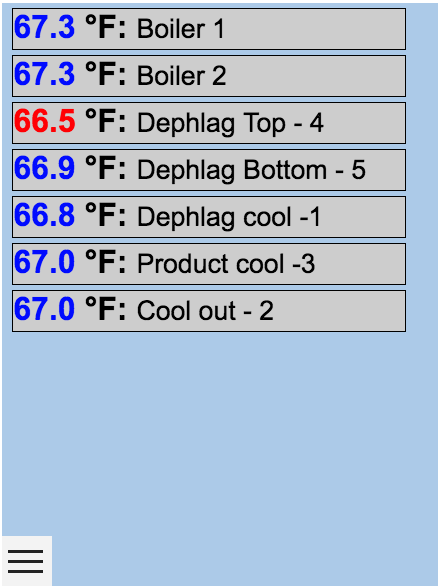 67.3 °F: Boiler 1
67.3 °F: Boiler 2
66.5 °F: Dephlag Top - 4
66.9 °F: Dephlag Bottom - 5
66.8 °F: Dephlag cool -1
67.0 °F: Product cool -3
67.0 °F: Cool out - 2